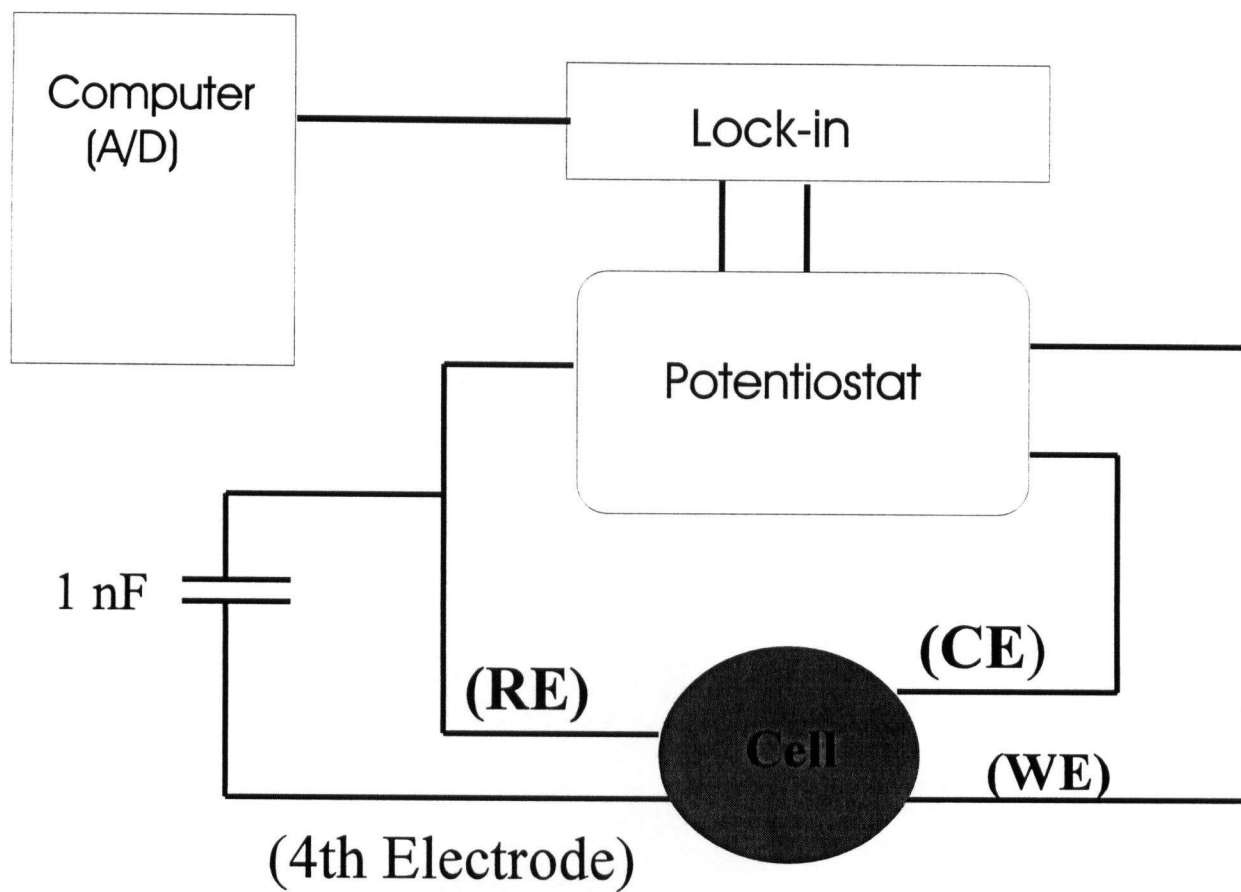 Computer
(A/D)
Lock-in
Potentiostat
1 nF
(RE)
(CE)
Cell
(WE)
(4th Electrode)